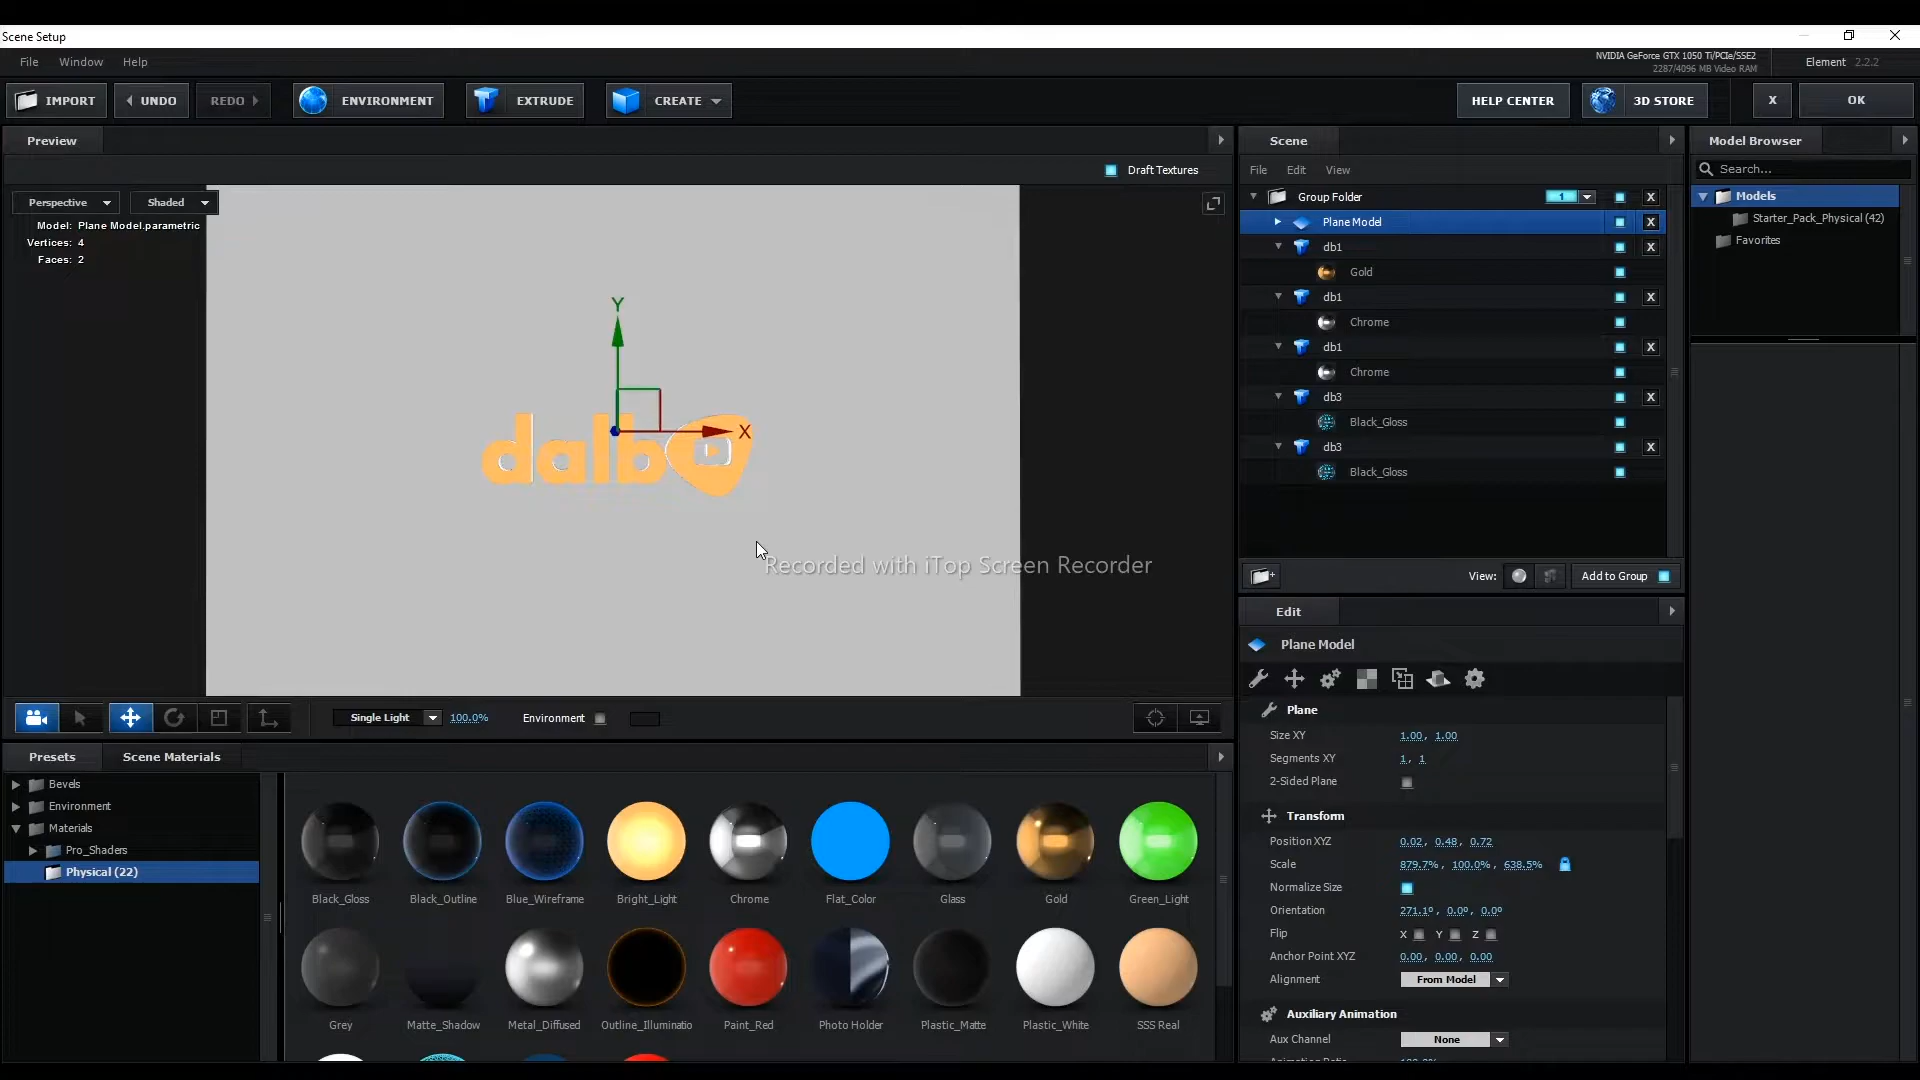 Scene Setup
File Window Help
NVIDIA GeForce GTX 1050 Ti/PCIe/SSE2
2287/4096 MB Video RAM
Element 2.2.2
IMPORT UNDO REDO ENVIRONMENT EXTRUDE CREATE HELP CENTER 3D STORE X OK
Preview
Draft Textures
Perspective Shaded
Model: Plane Model.parametric
Vertices: 4
Faces: 2
Y
X
dalb
Recorded with iTop Screen Recorder
Single Light 100.0% Environment
Scene
File Edit View
Group Folder 1 X
Plane Model X
db1 X
Gold
db1 X
Chrome
db1 X
Chrome
db3 X
Black_Gloss
db3 X
Black_Gloss
View: Add to Group
Model Browser
Search...
Models
Starter_Pack_Physical (42)
Favorites
Edit
Plane Model
Plane
Size XY 1.00, 1.00
Segments XY 1, 1
2-Sided Plane
Transform
Position XYZ 0.02, 0.48, 0.72
Scale 879.7%, 100.0%, 638.5%
Normalize Size
Orientation 271.1º, 0.0º, 0.0º
Flip X Y Z
Anchor Point XYZ 0.00, 0.00, 0.00
Alignment From Model
Auxiliary Animation
Aux Channel None
Presets Scene Materials
Bevels
Environment
Materials
Pro_Shaders
Physical (22)
Black_Gloss Black_Outline Blue_Wireframe Bright_Light Chrome Flat_Color Glass Gold Green_Light
Grey Matte_Shadow Metal_Diffused Outline_Illuminatio Paint_Red Photo Holder Plastic_Matte Plastic_White SSS Real